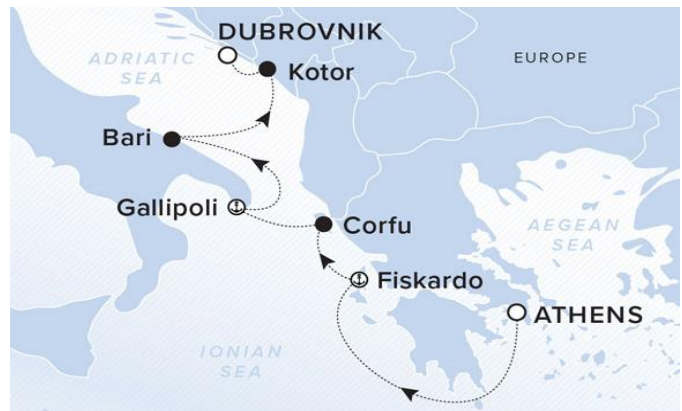 DUBROVNIK
ADRIATIC
SEA
Kotor
EUROPE
Bari
Gallipoli
Corfu
AEGEAN
SEA
Fiskardo
ATHENS
IONIAN
SEA